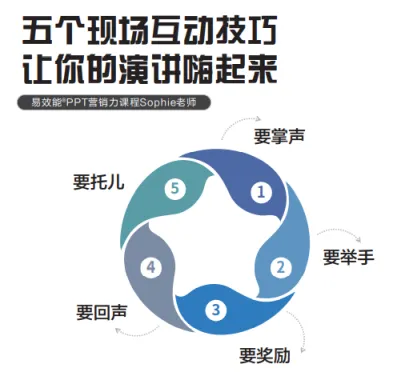 五个现场互动技巧
让你的演讲嗨起来
易效能®PPT营销力课程Sophie老师
要掌声
1
要举手
2
要奖励
3
要回声
4
要托儿
5